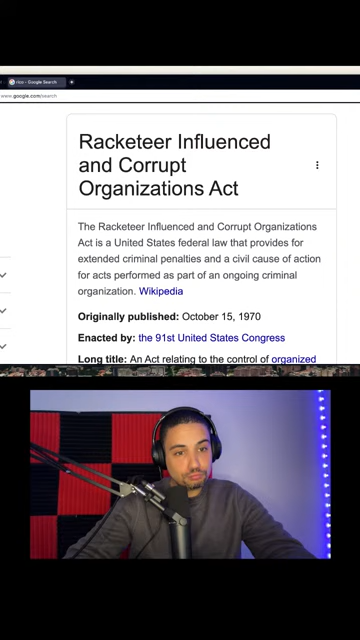 rico - Google Search
www.google.com/search
Racketeer Influenced
and Corrupt
Organizations Act
The Racketeer Influenced and Corrupt Organizations
Act is a United States federal law that provides for
extended criminal penalties and a civil cause of action
for acts performed as part of an ongoing criminal
organization. Wikipedia
Originally published: October 15, 1970
Enacted by: the 91st United States Congress
Long title: An Act relating to the control of organized